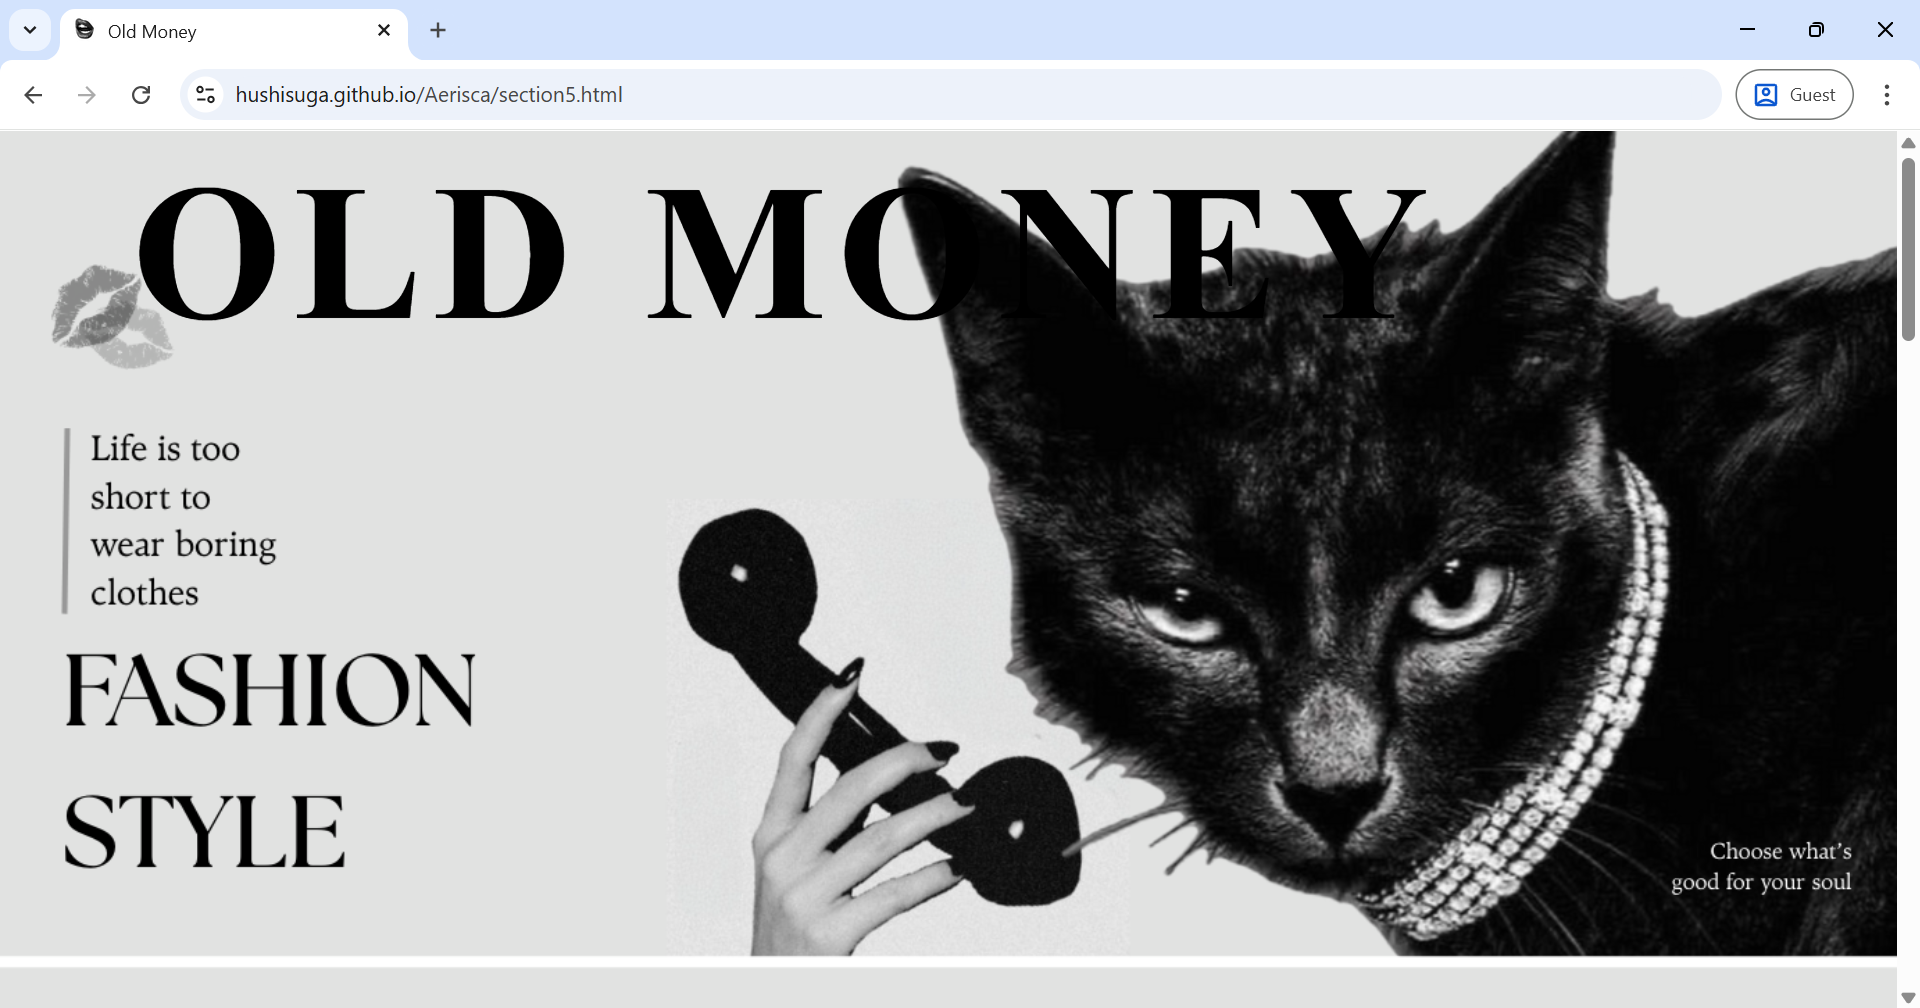 Old Money
hushisuga.github.io/Aerisca/section5.html
Guest
OLD MONEY
Life is too
short to
wear boring
clothes
FASHION
STYLE
Choose what's
good for your soul